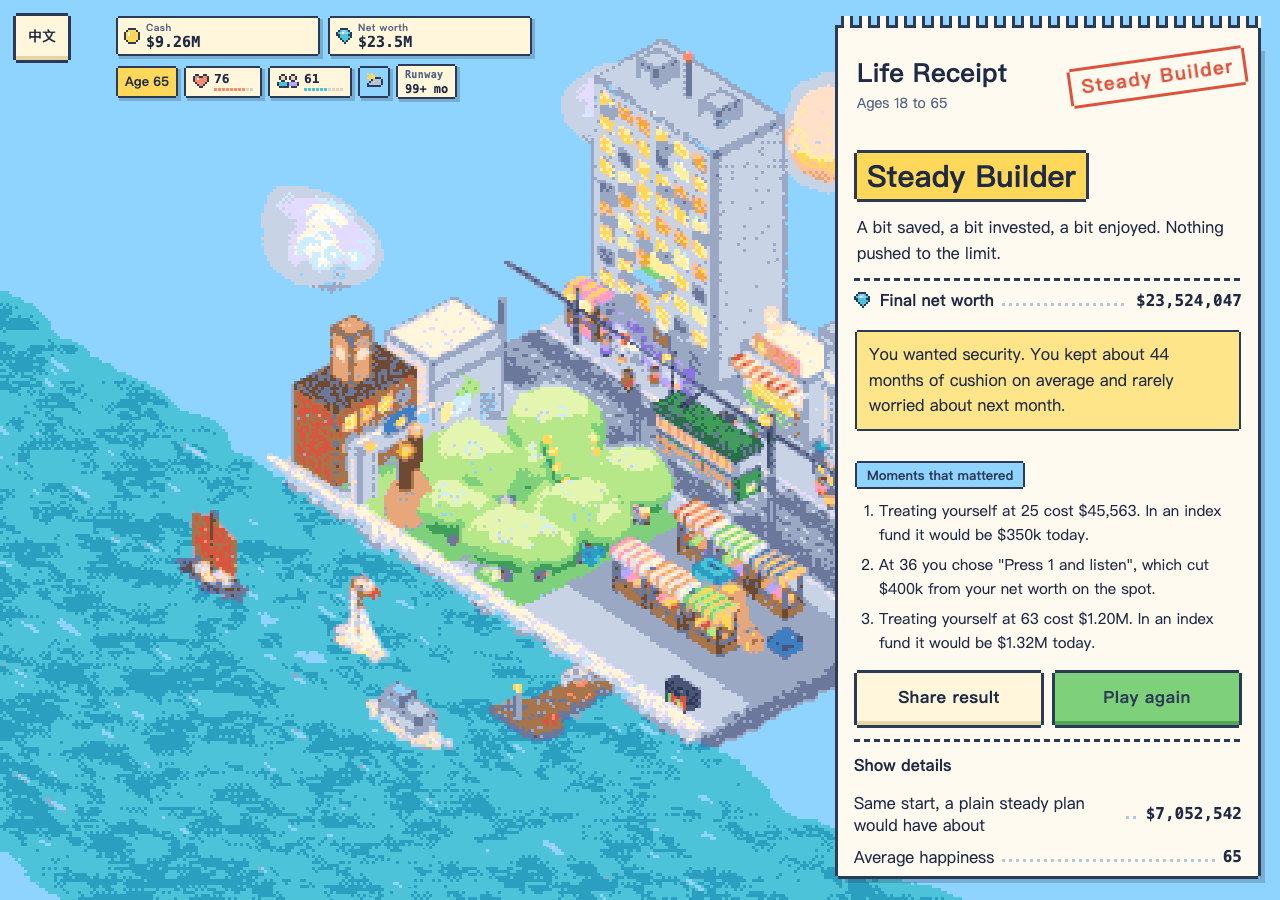 中文
Cash
$9.26M
Net worth
$23.5M
Age 65
76
61
Runway
99+ mo
Life Receipt
Ages 18 to 65
Steady Builder
Steady Builder
A bit saved, a bit invested, a bit enjoyed. Nothing
pushed to the limit.
Final net worth $23,524,047
You wanted security. You kept about 44
months of cushion on average and rarely
worried about next month.
Moments that mattered
1. Treating yourself at 25 cost $45,563. In an index
fund it would be $350k today.
2. At 36 you chose "Press 1 and listen", which cut
$400k from your net worth on the spot.
3. Treating yourself at 63 cost $1.20M. In an index
fund it would be $1.32M today.
Share result
Play again
Show details
Same start, a plain steady plan
would have about
$7,052,542
Average happiness 65